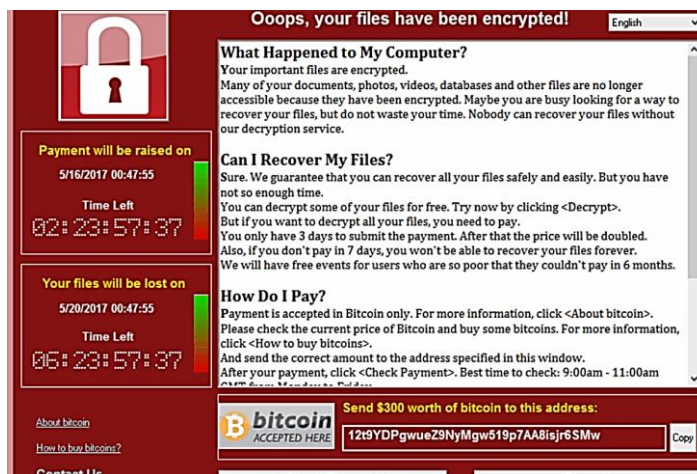 Ooops, your files have been encrypted!
English
What Happened to My Computer?
Your important files are encrypted.
Many of your documents, photos, videos, databases and other files are no longer
accessible because they have been encrypted. Maybe you are busy looking for a way to
recover your files, but do not waste your time. Nobody can recover your files without
our decryption service.
Can I Recover My Files?
Sure. We guarantee that you can recover all your files safely and easily. But you have
not so enough time.
You can decrypt some of your files for free. Try now by clicking <Decrypt>.
But if you want to decrypt all your files, you need to pay.
You only have 3 days to submit the payment. After that the price will be doubled.
Also, if you don't pay in 7 days, you won't be able to recover your files forever.
We will have free events for users who are so poor that they couldn't pay in 6 months.
How Do I Pay?
Payment is accepted in Bitcoin only. For more information, click <About bitcoin>.
Please check the current price of Bitcoin and buy some bitcoins. For more information,
click <How to buy bitcoins>.
And send the correct amount to the address specified in this window.
After your payment, click <Check Payment>. Best time to check: 9:00am - 11:00am
GMT from Monday to Friday.
Payment will be raised on
5/16/2017 00:47:55
Time Left
02:23:57:37
Your files will be lost on
5/20/2017 00:47:55
Time Left
06:23:57:37
About bitcoin
How to buy bitcoins?
Contact Us
bitcoin
ACCEPTED HERE
Send $300 worth of bitcoin to this address:
12t9YDPgwueZ9NyMgw519p7AA8isjr6SMw
Copy